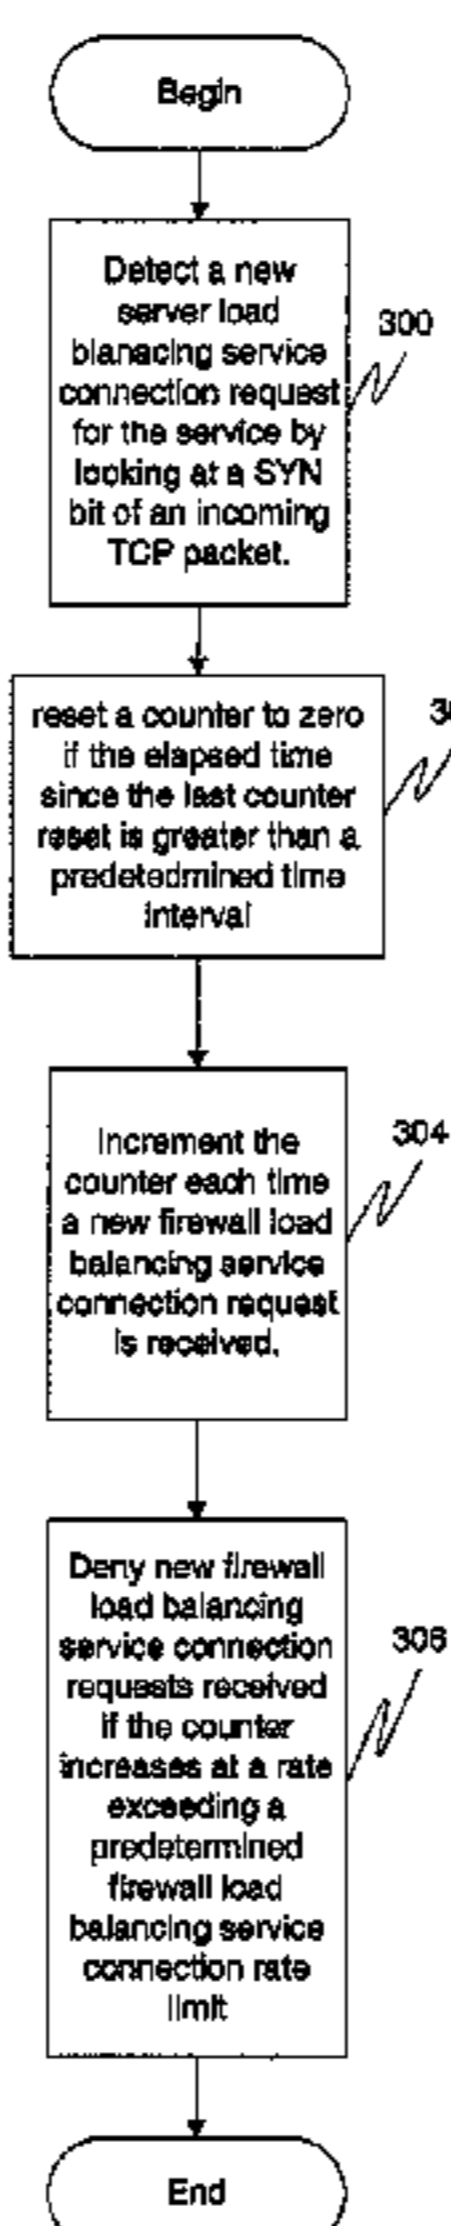 Begin
Detect a new
server load
blanacing service
connection request
for the service by
looking at a SYN
bit of an incoming
TCP packet.
300
reset a counter to zero
if the elapsed time
since the last counter
reset is greater than a
predetedmined time
interval
Increment the
counter each time
a new firewall load
balancing service
connection request
is received.
304
Deny new firewall
load balancing
service connection
requests received
if the counter
increases at a rate
exceeding a
predetermined
firewall load
balancing service
connection rate
limit
306
End